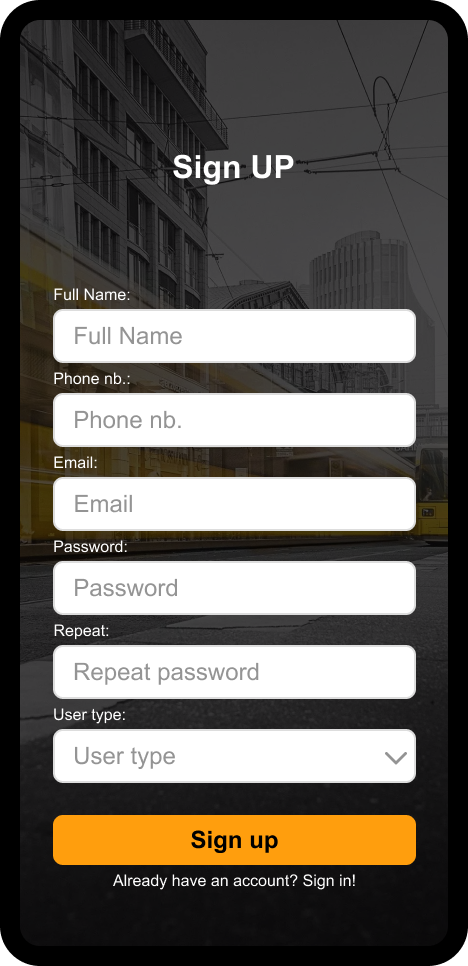 Sign UP
Full Name:
Full Name
Phone nb.:
Phone nb.
Email:
Email
Password:
Password
Repeat:
Repeat password
User type:
User type
Sign up
Already have an account? Sign in!